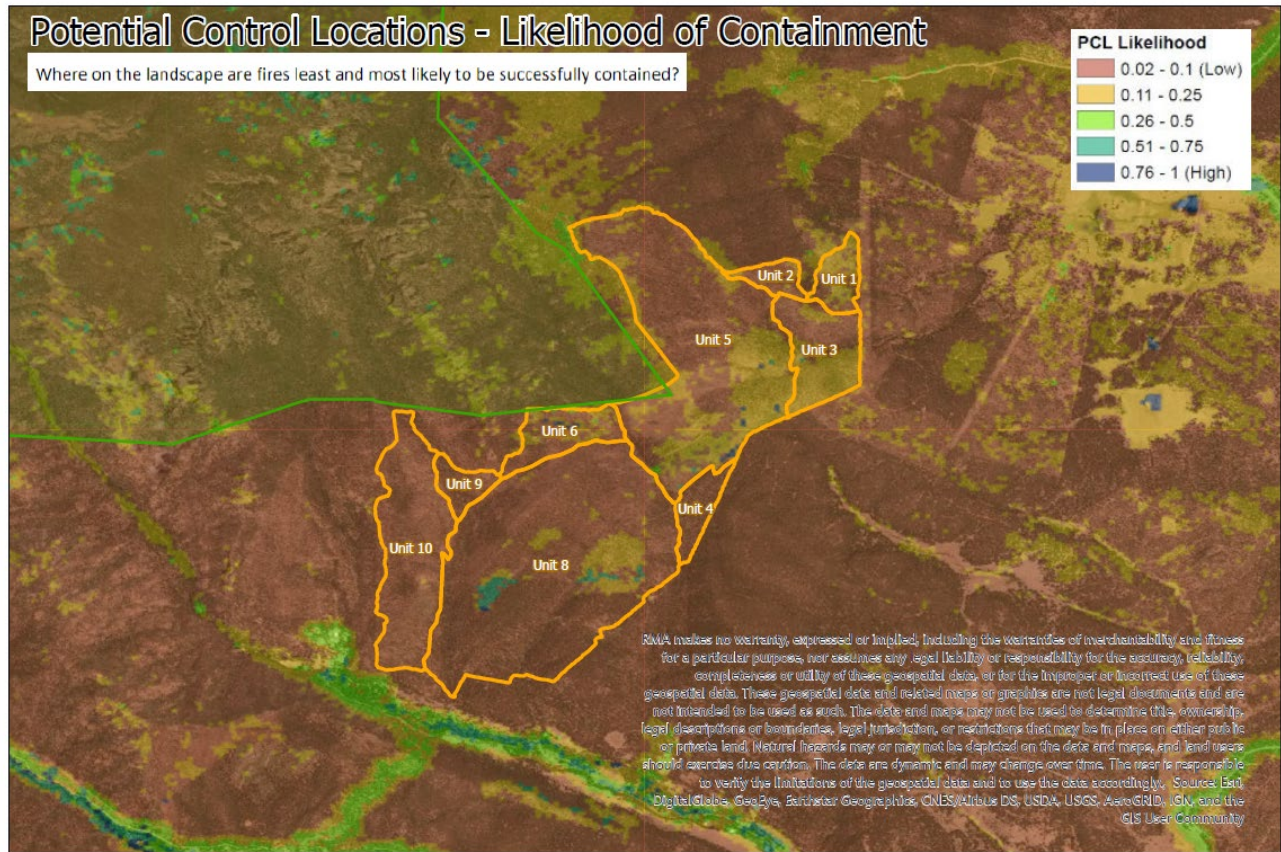 Potential Control Locations - Likelihood of Containment
Where on the landscape are fires least and most likely to be successfully contained?
PCL Likelihood
0.02 - 0.1 (Low)
0.11 - 0.25
0.26 - 0.5
0.51 - 0.75
0.76 - 1 (High)
Unit 2
Unit 1
Unit 5
Unit 3
Unit 6
Unit 9
Unit 4
Unit 10
Unit 8
RMA makes no warranty, expressed or implied, including the warranties of merchantability and fitness
for a particular purpose, nor assumes any legal liability or responsibility for the accuracy, reliability,
completeness or utility of these geospatial data, or for the improper or incorrect use of these
geospatial data. These geospatial data and related maps or graphics are not legal documents and are
not intended to be used as such. The data and maps may not be used to determine title, ownership,
legal descriptions or boundaries, legal jurisdiction, or restrictions that may be in place on either public
or private land. Natural hazards may or may not be depicted on the data and maps, and land users
should exercise due caution. The data are dynamic and may change over time. The user is responsible
to verify the limitations of the geospatial data and to use the data accordingly. Source: Esri,
DigitalGlobe, GeoEye, Earthstar Geographics, CNES/Airbus DS, USDA, USGS, AeroGRID, IGN, and the
GIS User Community